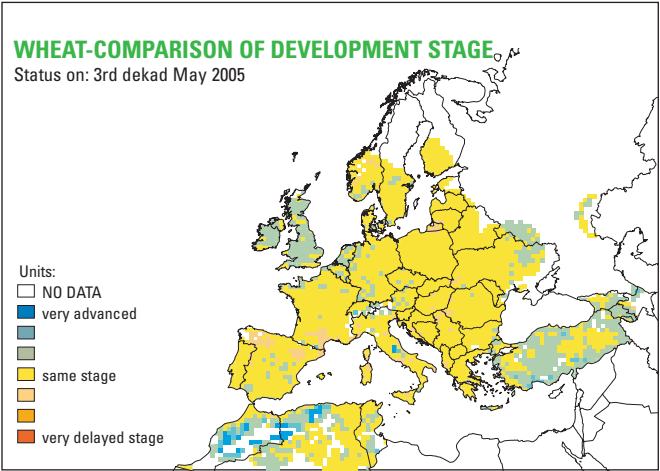 WHEAT-COMPARISON OF DEVELOPMENT STAGE
Status on: 3rd dekad May 2005
Units:
NO DATA
very advanced
same stage
very delayed stage